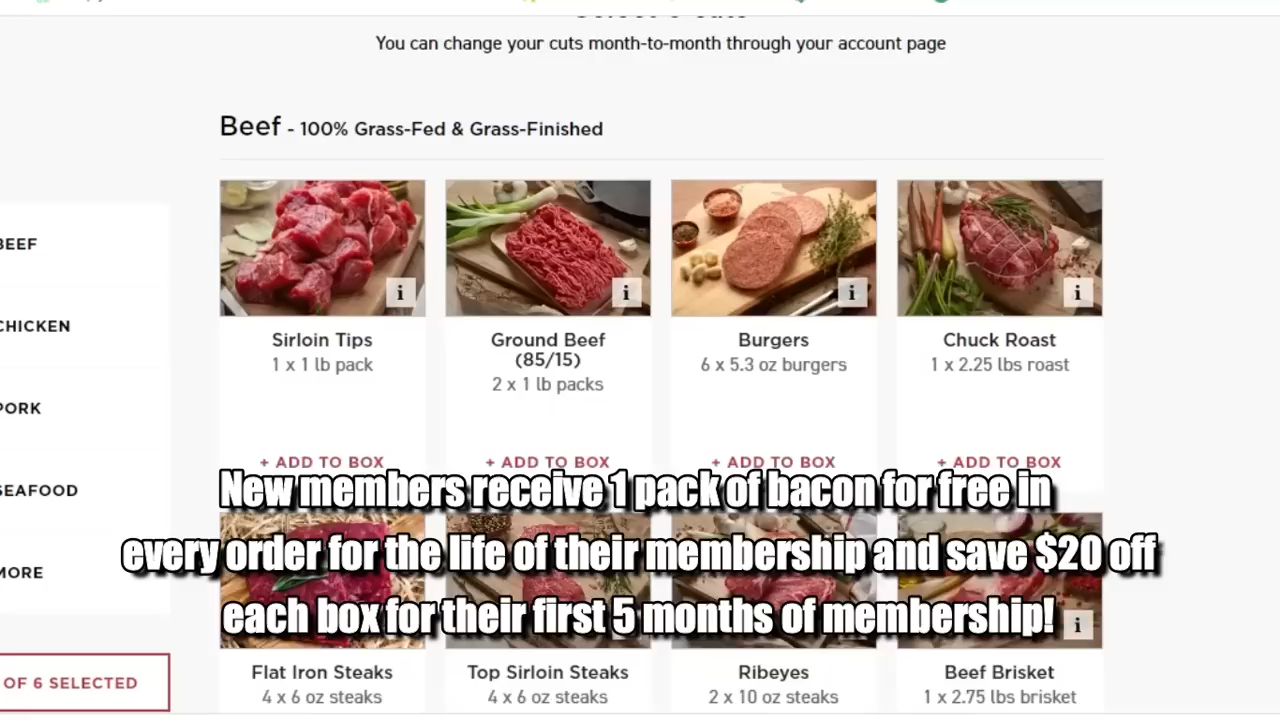 You can change your cuts month-to-month through your account page
Beef - 100% Grass-Fed & Grass-Finished
BEEF
CHICKEN
PORK
SEAFOOD
MORE
OF 6 SELECTED
i i i i
Sirloin Tips
1 x 1 lb pack
+ ADD TO BOX
Ground Beef
(85/15)
2 x 1 lb packs
+ ADD TO BOX
Burgers
6 x 5.3 oz burgers
+ ADD TO BOX
Chuck Roast
1 x 2.25 lbs roast
+ ADD TO BOX
New members receive 1 pack of bacon for free in
every order for the life of their membership and save $20 off
each box for their first 5 months of membership!
i
Flat Iron Steaks
4 x 6 oz steaks
Top Sirloin Steaks
4 x 6 oz steaks
Ribeyes
2 x 10 oz steaks
Beef Brisket
1 x 2.75 lbs brisket